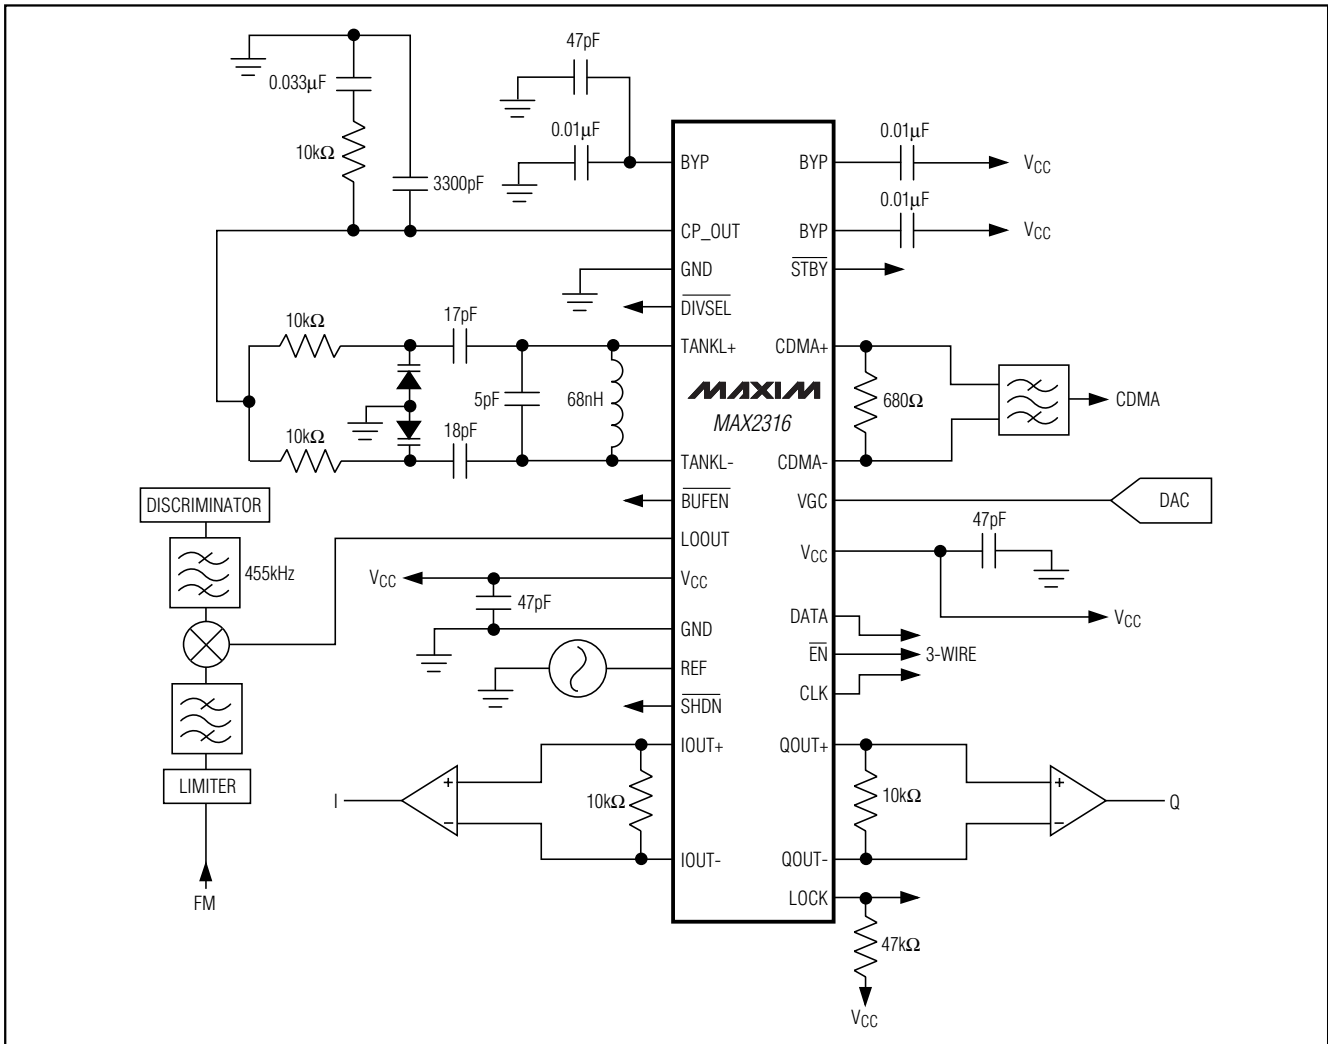 47pF
0.033µF
0.01µF
0.01µF
10kΩ
BYP
BYP
VCC
3300pF
0.01µF
CP_OUT
BYP
VCC
GND
STBY
DIVSEL
10kΩ
17pF
TANKL+
CDMA+
MAXIM
5pF
68nH
680Ω
CDMA
MAX2316
10kΩ
18pF
TANKL-
CDMA-
DISCRIMINATOR
BUFEN
VGC
DAC
47pF
LOOUT
VCC
455kHz
VCC
VCC
47pF
DATA
VCC
GND
EN
3-WIRE
REF
CLK
SHDN
IOUT+
QOUT+
LIMITER
I
+
−
10kΩ
10kΩ
+
−
Q
IOUT-
QOUT-
FM
LOCK
47kΩ
VCC